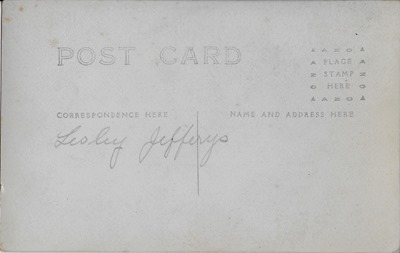 POST CARD
PLACE
STAMP
HERE
CORRESPONDENCE HERE
NAME AND ADDRESS HERE
Lesley Jefferys